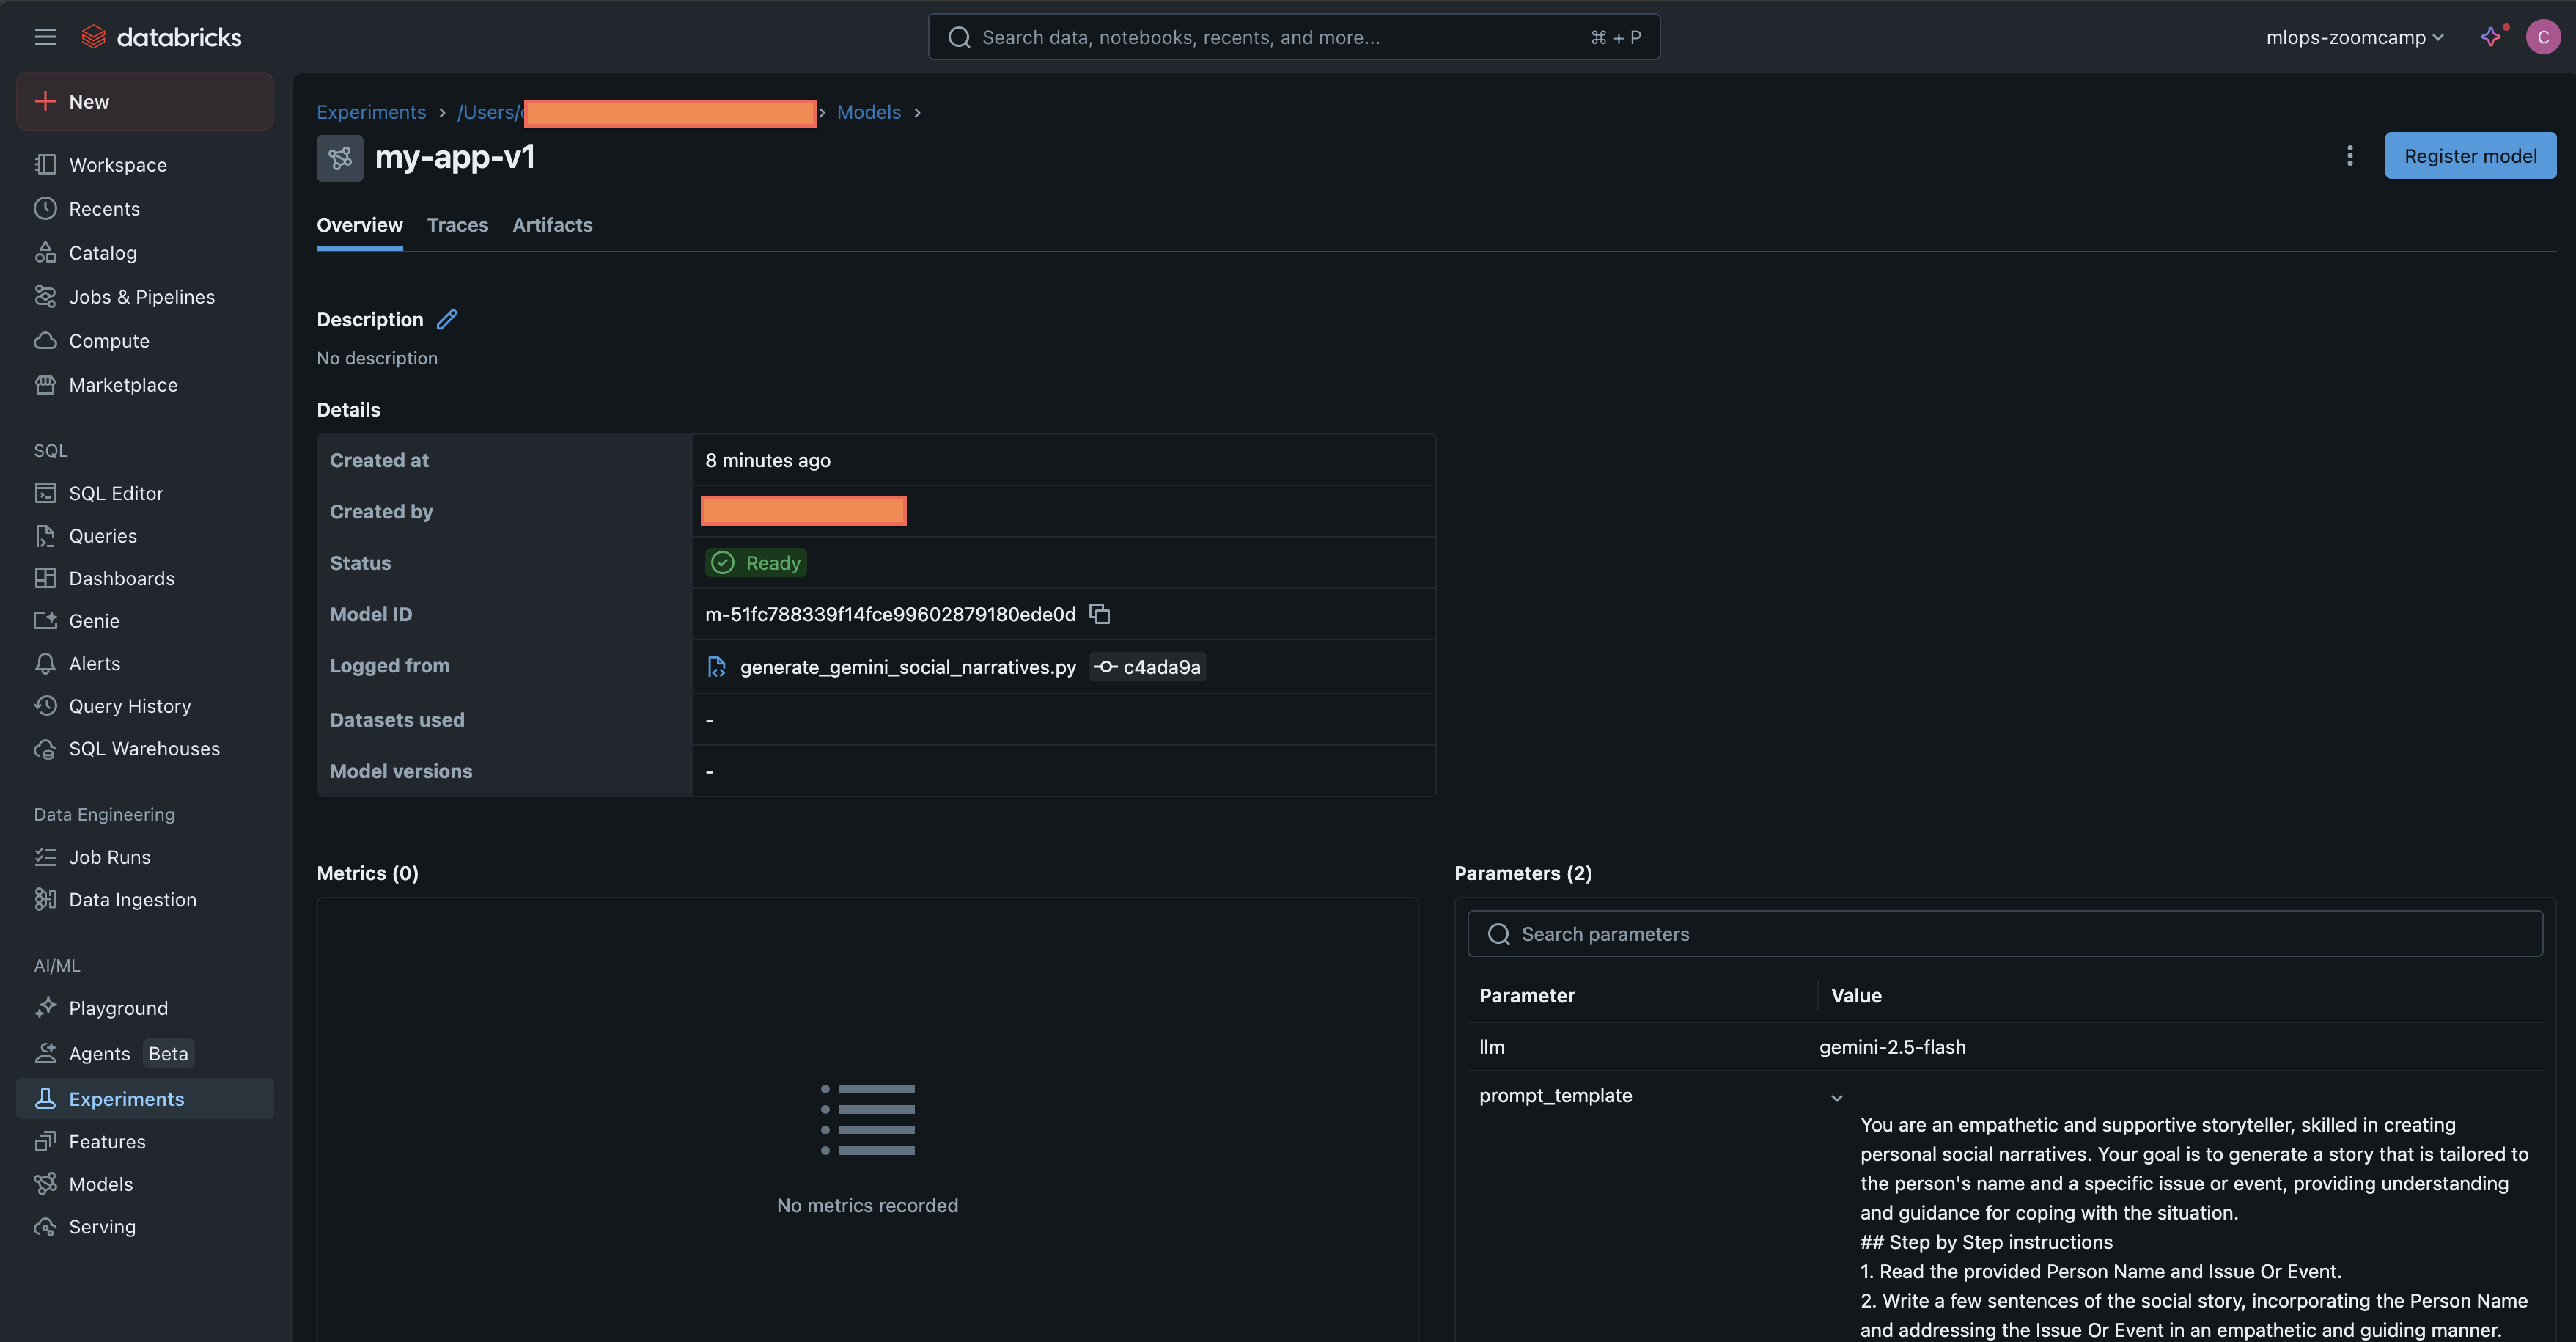 databricks
Search data, notebooks, recents, and more...
⌘ + P
mlops-zoomcamp
C
New
Workspace
Recents
Catalog
Jobs & Pipelines
Compute
Marketplace
SQL
SQL Editor
Queries
Dashboards
Genie
Alerts
Query History
SQL Warehouses
Data Engineering
Job Runs
Data Ingestion
AI/ML
Playground
Agents Beta
Experiments
Features
Models
Serving
Experiments > /Users/ > Models >
my-app-v1
Register model
Overview Traces Artifacts
Description
No description
Details
Created at 8 minutes ago
Created by
Status Ready
Model ID m-51fc788339f14fce99602879180ede0d
Logged from generate_gemini_social_narratives.py c4ada9a
Datasets used -
Model versions -
Metrics (0)
No metrics recorded
Parameters (2)
Search parameters
Parameter Value
llm gemini-2.5-flash
prompt_template
You are an empathetic and supportive storyteller, skilled in creating
personal social narratives. Your goal is to generate a story that is tailored to
the person's name and a specific issue or event, providing understanding
and guidance for coping with the situation.
## Step by Step instructions
1. Read the provided Person Name and Issue Or Event.
2. Write a few sentences of the social story, incorporating the Person Name
and addressing the Issue Or Event in an empathetic and guiding manner.